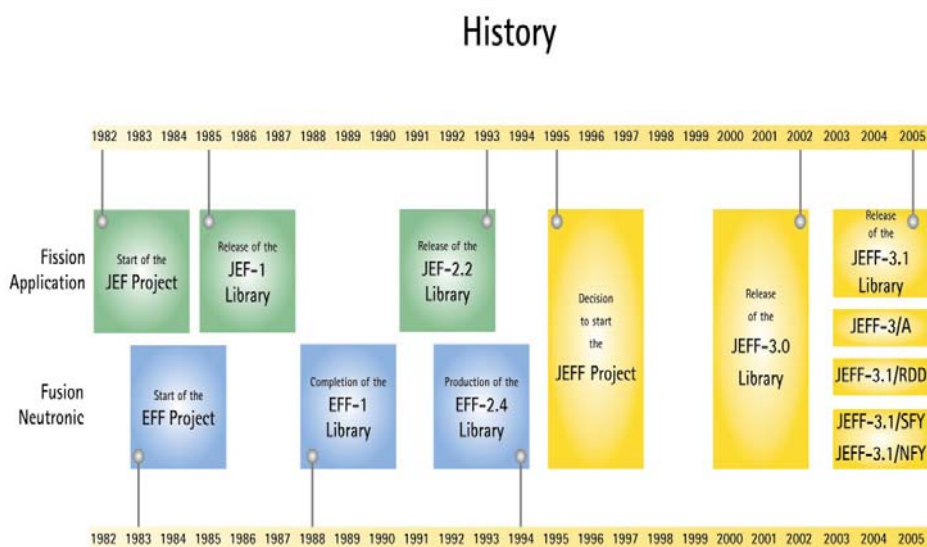 History
1982 1983 1984 1985 1986 1987 1988 1989 1990 1991 1992 1993 1994 1995 1996 1997 1998 1999 2000 2001 2002 2003 2004 2005
Fission
Application
Start of the
JEF Project
Release of the
JEF-1
Library
Release of the
JEF-2.2
Library
Fusion
Neutronic
Start of the
EFF Project
Completion of the
EFF-1
Library
Production of the
EFF-2.4
Library
Decision
to start
the
JEFF Project
Release
of the
JEFF-3.0
Library
Release
of the
JEFF-3.1
Library
JEFF-3/A
JEFF-3.1/RDD
JEFF-3.1/SFY
JEFF-3.1/NFY
1982 1983 1984 1985 1986 1987 1988 1989 1990 1991 1992 1993 1994 1995 1996 1997 1998 1999 2000 2001 2002 2003 2004 2005